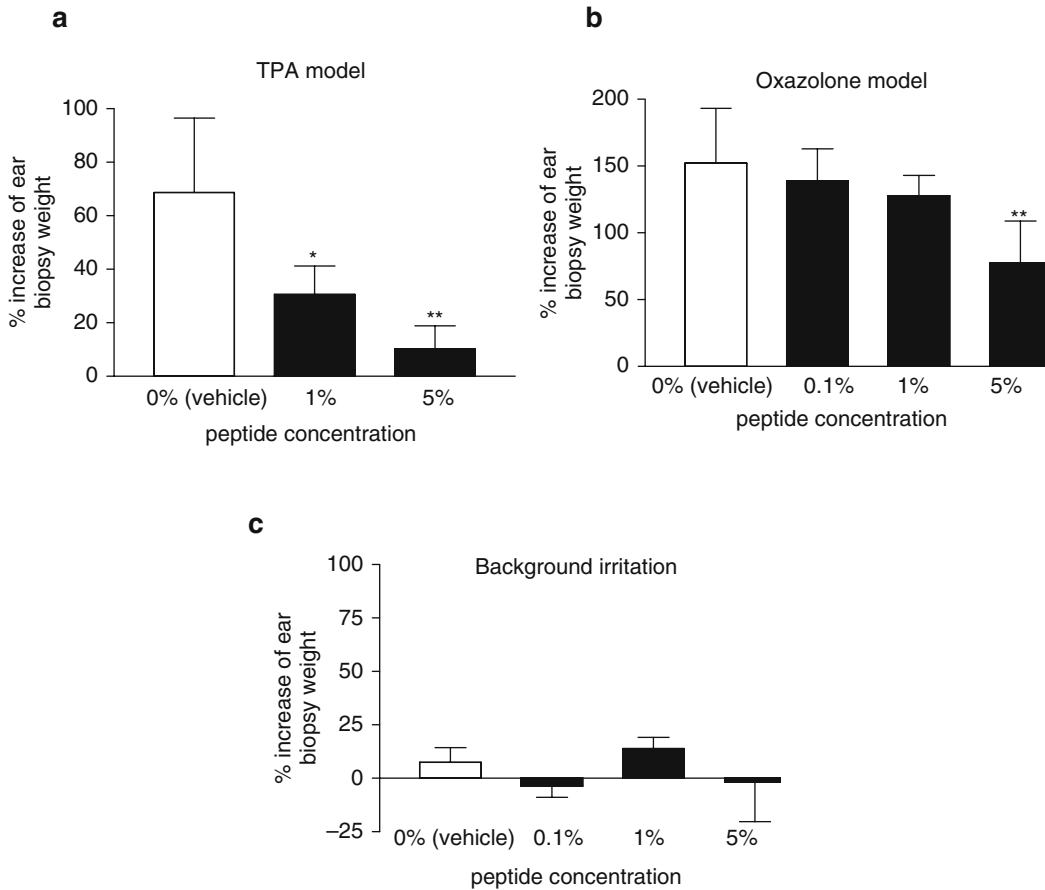 a
TPA model
100
80
60
40
20
0
% increase of ear
biopsy weight
*
**
0% (vehicle) 1% 5%
peptide concentration
b
Oxazolone model
200
150
100
50
0
% increase of ear
biopsy weight
**
0% (vehicle) 0.1% 1% 5%
peptide concentration
c
Background irritation
100
75
50
25
0
–25
% increase of ear
biopsy weight
0% (vehicle) 0.1% 1% 5%
peptide concentration